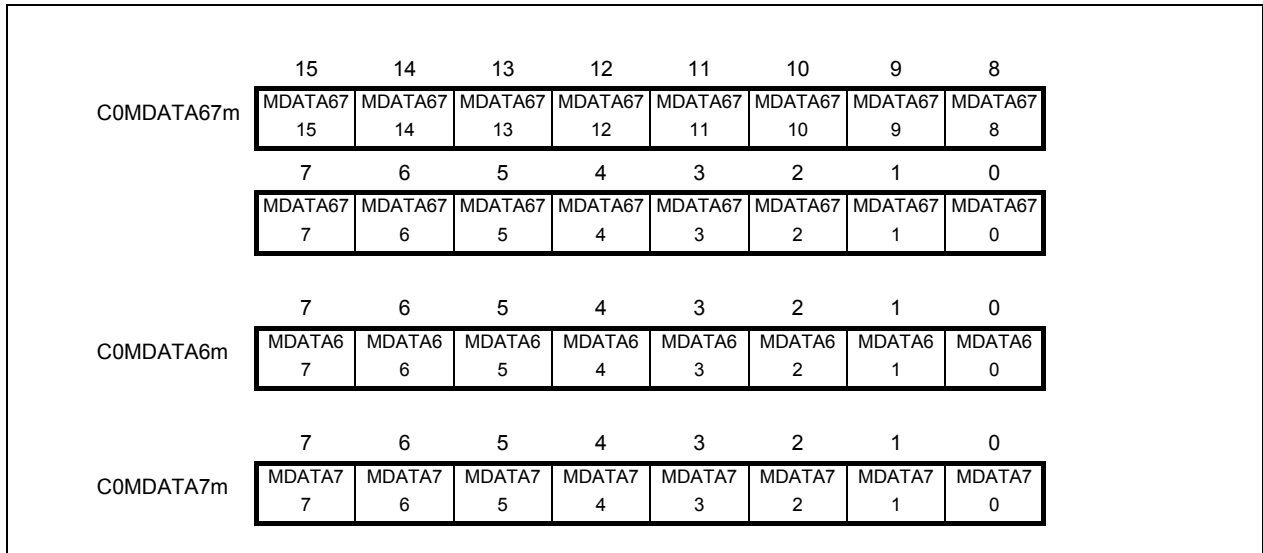 15 14 13 12 11 10 9 8
C0MDATA67m MDATA67 MDATA67 MDATA67 MDATA67 MDATA67 MDATA67 MDATA67 MDATA67
15 14 13 12 11 10 9 8
7 6 5 4 3 2 1 0
MDATA67 MDATA67 MDATA67 MDATA67 MDATA67 MDATA67 MDATA67 MDATA67
7 6 5 4 3 2 1 0
7 6 5 4 3 2 1 0
C0MDATA6m MDATA6 MDATA6 MDATA6 MDATA6 MDATA6 MDATA6 MDATA6 MDATA6
7 6 5 4 3 2 1 0
7 6 5 4 3 2 1 0
C0MDATA7m MDATA7 MDATA7 MDATA7 MDATA7 MDATA7 MDATA7 MDATA7 MDATA7
7 6 5 4 3 2 1 0